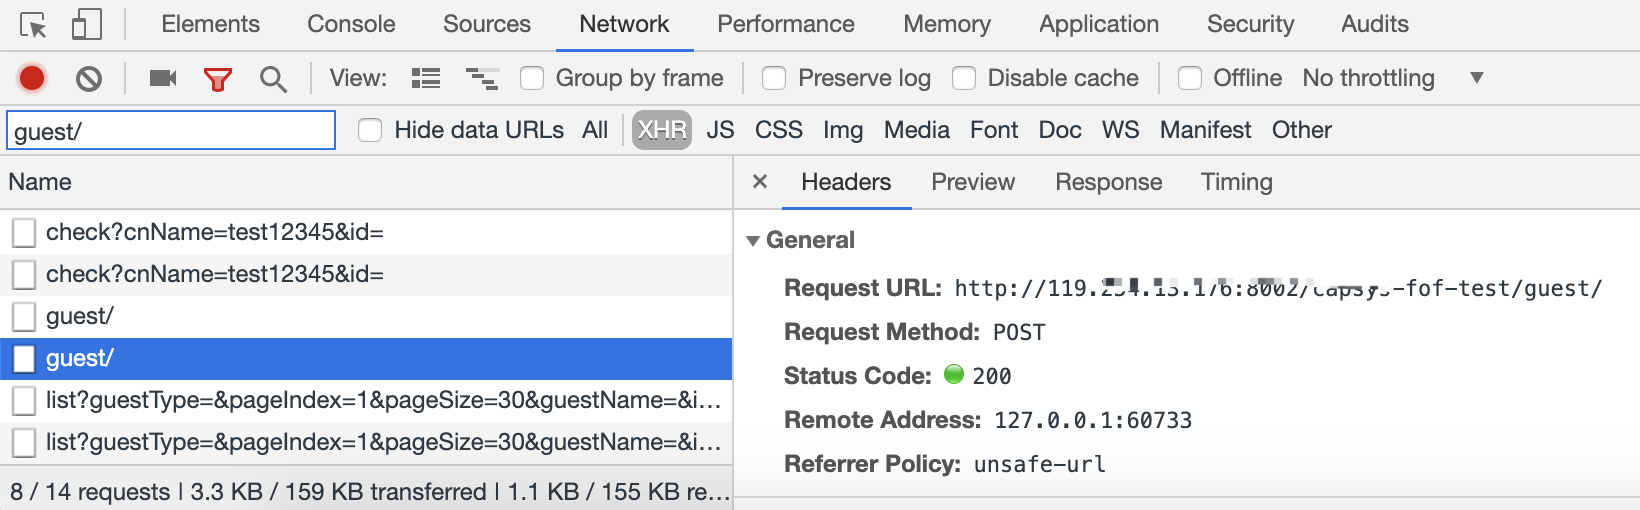 Elements Console Sources Network Performance Memory Application Security Audits
View: Group by frame Preserve log Disable cache Offline No throttling
guest/ Hide data URLs All XHR JS CSS Img Media Font Doc WS Manifest Other
Name
Headers Preview Response Timing
check?cnName=test12345&id=
check?cnName=test12345&id=
guest/
guest/
list?guestType=&pageIndex=1&pageSize=30&guestName=&i...
list?guestType=&pageIndex=1&pageSize=30&guestName=&i...
8 / 14 requests | 3.3 KB / 159 KB transferred | 1.1 KB / 155 KB re...
General
Request URL: http://119. -fof-test/guest/
Request Method: POST
Status Code: 200
Remote Address: 127.0.0.1:60733
Referrer Policy: unsafe-url